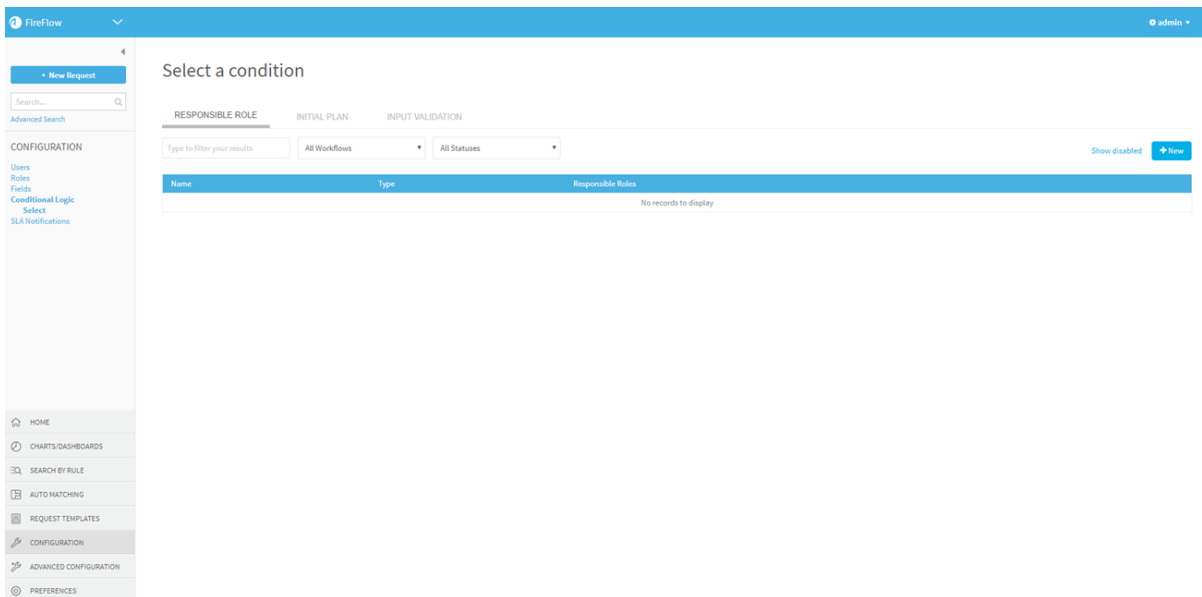 FireFlow
admin
+ New Request
Search...
Advanced Search
CONFIGURATION
Users
Roles
Fields
Conditional Logic
Select
SLA Notifications
Select a condition
RESPONSIBLE ROLE INITIAL PLAN INPUT VALIDATION
Type to filter your results All Workflows All Statuses Show disabled +New
Name Type Responsible Roles
No records to display
HOME
CHARTS/DASHBOARDS
SEARCH BY RULE
AUTO MATCHING
REQUEST TEMPLATES
CONFIGURATION
ADVANCED CONFIGURATION
PREFERENCES